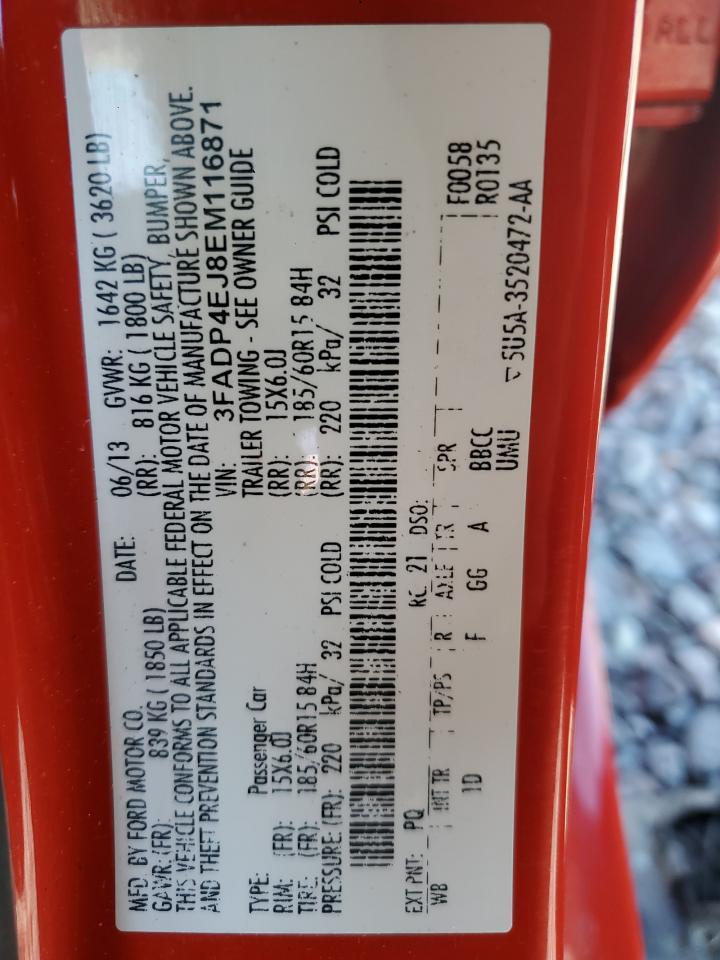 MFD. BY FORD MOTOR CO. DATE: 06/13 GVWR: 1642 KG ( 3620 LB)
GAWR:(FR): 839 KG ( 1850 LB) (RR): 816 KG ( 1800 LB)
THIS VEHICLE CONFORMS TO ALL APPLICABLE FEDERAL MOTOR VEHICLE SAFETY, BUMPER,
AND THEFT PREVENTION STANDARDS IN EFFECT ON THE DATE OF MANUFACTURE SHOWN ABOVE.
VIN: 3FADP4EJ8EM116871
TYPE: Passenger Car TRAILER TOWING - SEE OWNER GUIDE
RIM: (FR): 15X6.0J (RR): 15X6.0J
TIRE: (FR): 185/60R15 84H (RR): 185/60R15 84H
PRESSURE:(FR): 220 kPa/ 32 PSI COLD (RR): 220 kPa/ 32 PSI COLD
EXT PNT: PQ RC: 21 DSO: F0058
WB INT TR TP/PS R AXLE TR SPR R0135
1D F GG A BBCC
UMU
5U5A-3520472-AA